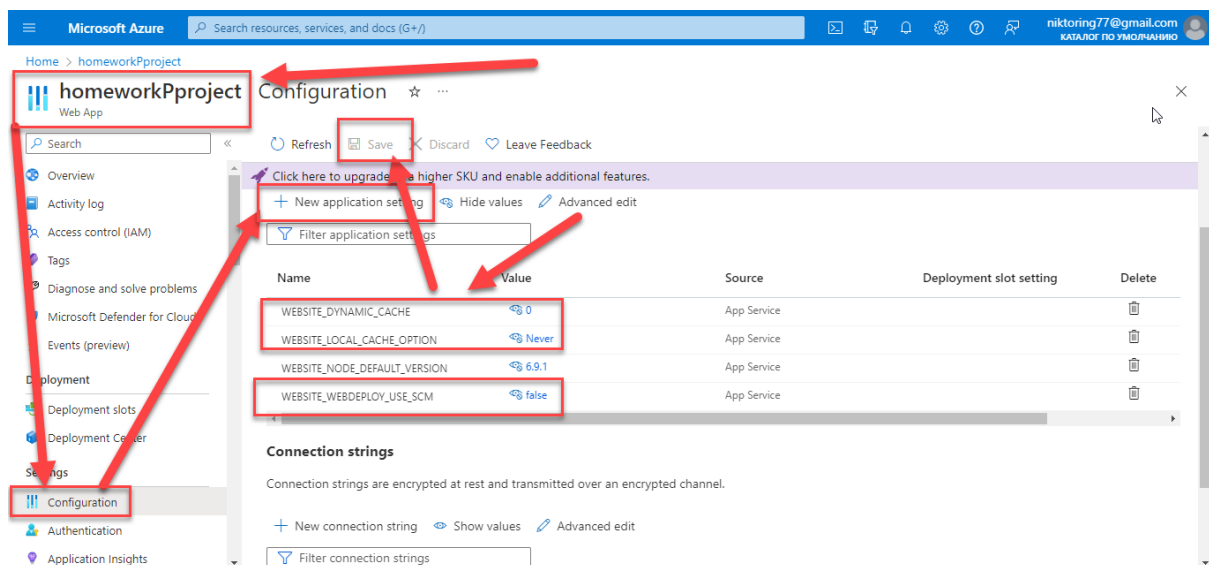 Microsoft Azure
Search resources, services, and docs (G+/)
niktoring77@gmail.com
КАТАЛОГ ПО УМОЛЧАНИЮ
Home > homeworkPproject
homeworkPproject Configuration
Web App
Search
Refresh Save Discard Leave Feedback
Overview
Click here to upgrade a higher SKU and enable additional features.
Activity log
New application setting Hide values Advanced edit
Access control (IAM)
Filter application settings
Tags
Name Value Source Deployment slot setting Delete
Diagnose and solve problems
WEBSITE_DYNAMIC_CACHE 0 App Service
Microsoft Defender for Cloud
WEBSITE_LOCAL_CACHE_OPTION Never App Service
Events (preview)
WEBSITE_NODE_DEFAULT_VERSION 6.9.1 App Service
Deployment
WEBSITE_WEBDEPLOY_USE_SCM false App Service
Deployment slots
Deployment Center
Connection strings
Settings
Connection strings are encrypted at rest and transmitted over an encrypted channel.
Configuration
New connection string Show values Advanced edit
Authentication
Application Insights
Filter connection strings